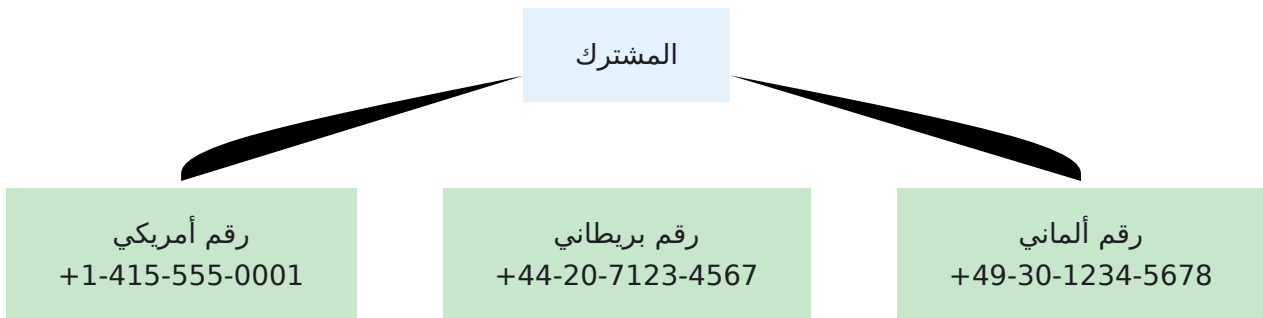 المشترك
رقم أمريكي
+1-415-555-0001
رقم بريطاني
+44-20-7123-4567
رقم ألماني
+49-30-1234-5678